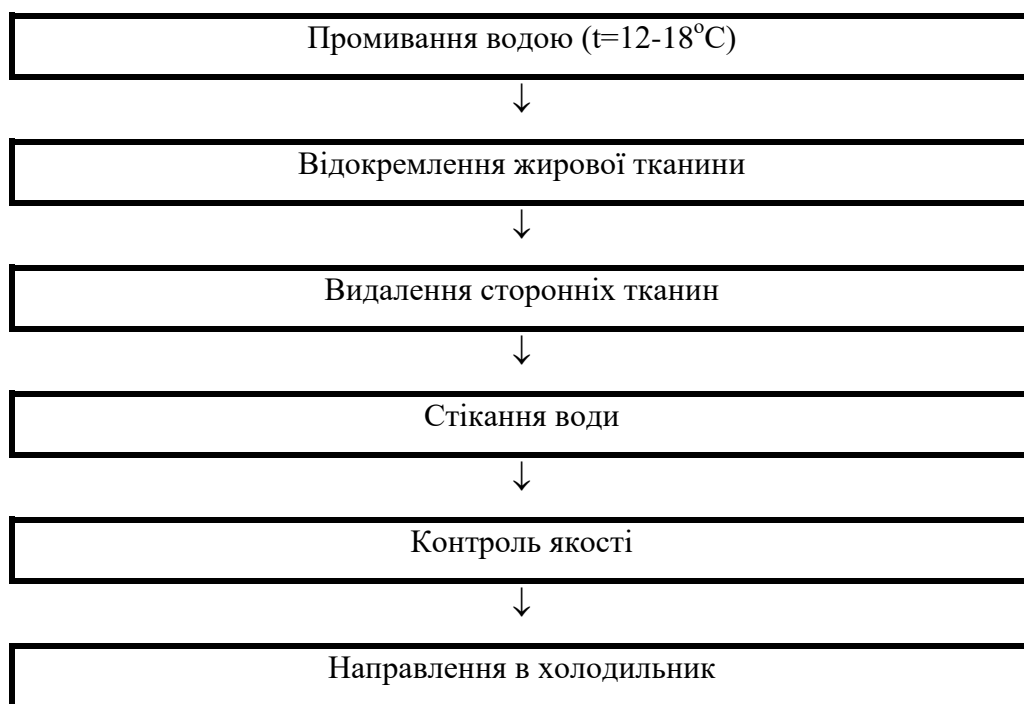 Промивання водою (t=12-18°С)
↓
Відокремлення жирової тканини
↓
Видалення сторонніх тканин
↓
Стікання води
↓
Контроль якості
↓
Направлення в холодильник